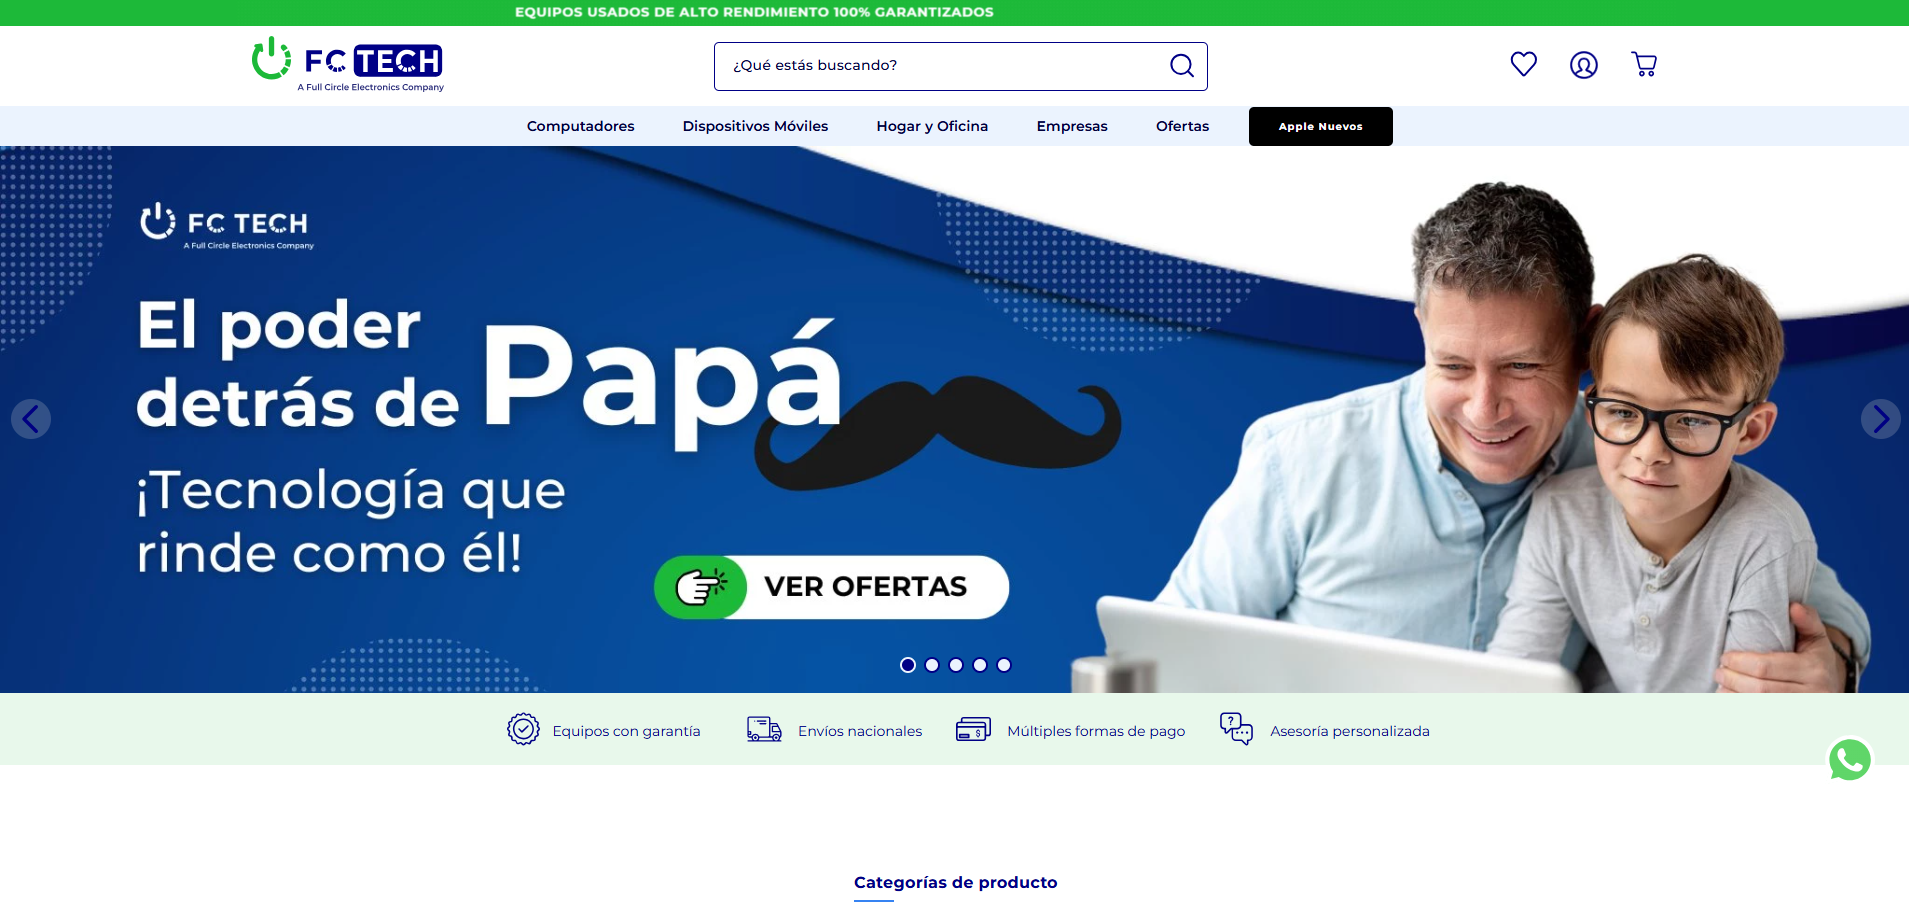 EQUIPOS USADOS DE ALTO RENDIMIENTO 100% GARANTIZADOS
FC TECH
A Full Circle Electronics Company
¿Qué estás buscando?
Computadores
Dispositivos Móviles
Hogar y Oficina
Empresas
Ofertas
Apple Nuevos
FC TECH
A Full Circle Electronics Company
El poder
detrás de Papá
¡Tecnología que
rinde como él!
VER OFERTAS
Equipos con garantía
Envíos nacionales
Múltiples formas de pago
Asesoría personalizada
Categorías de producto